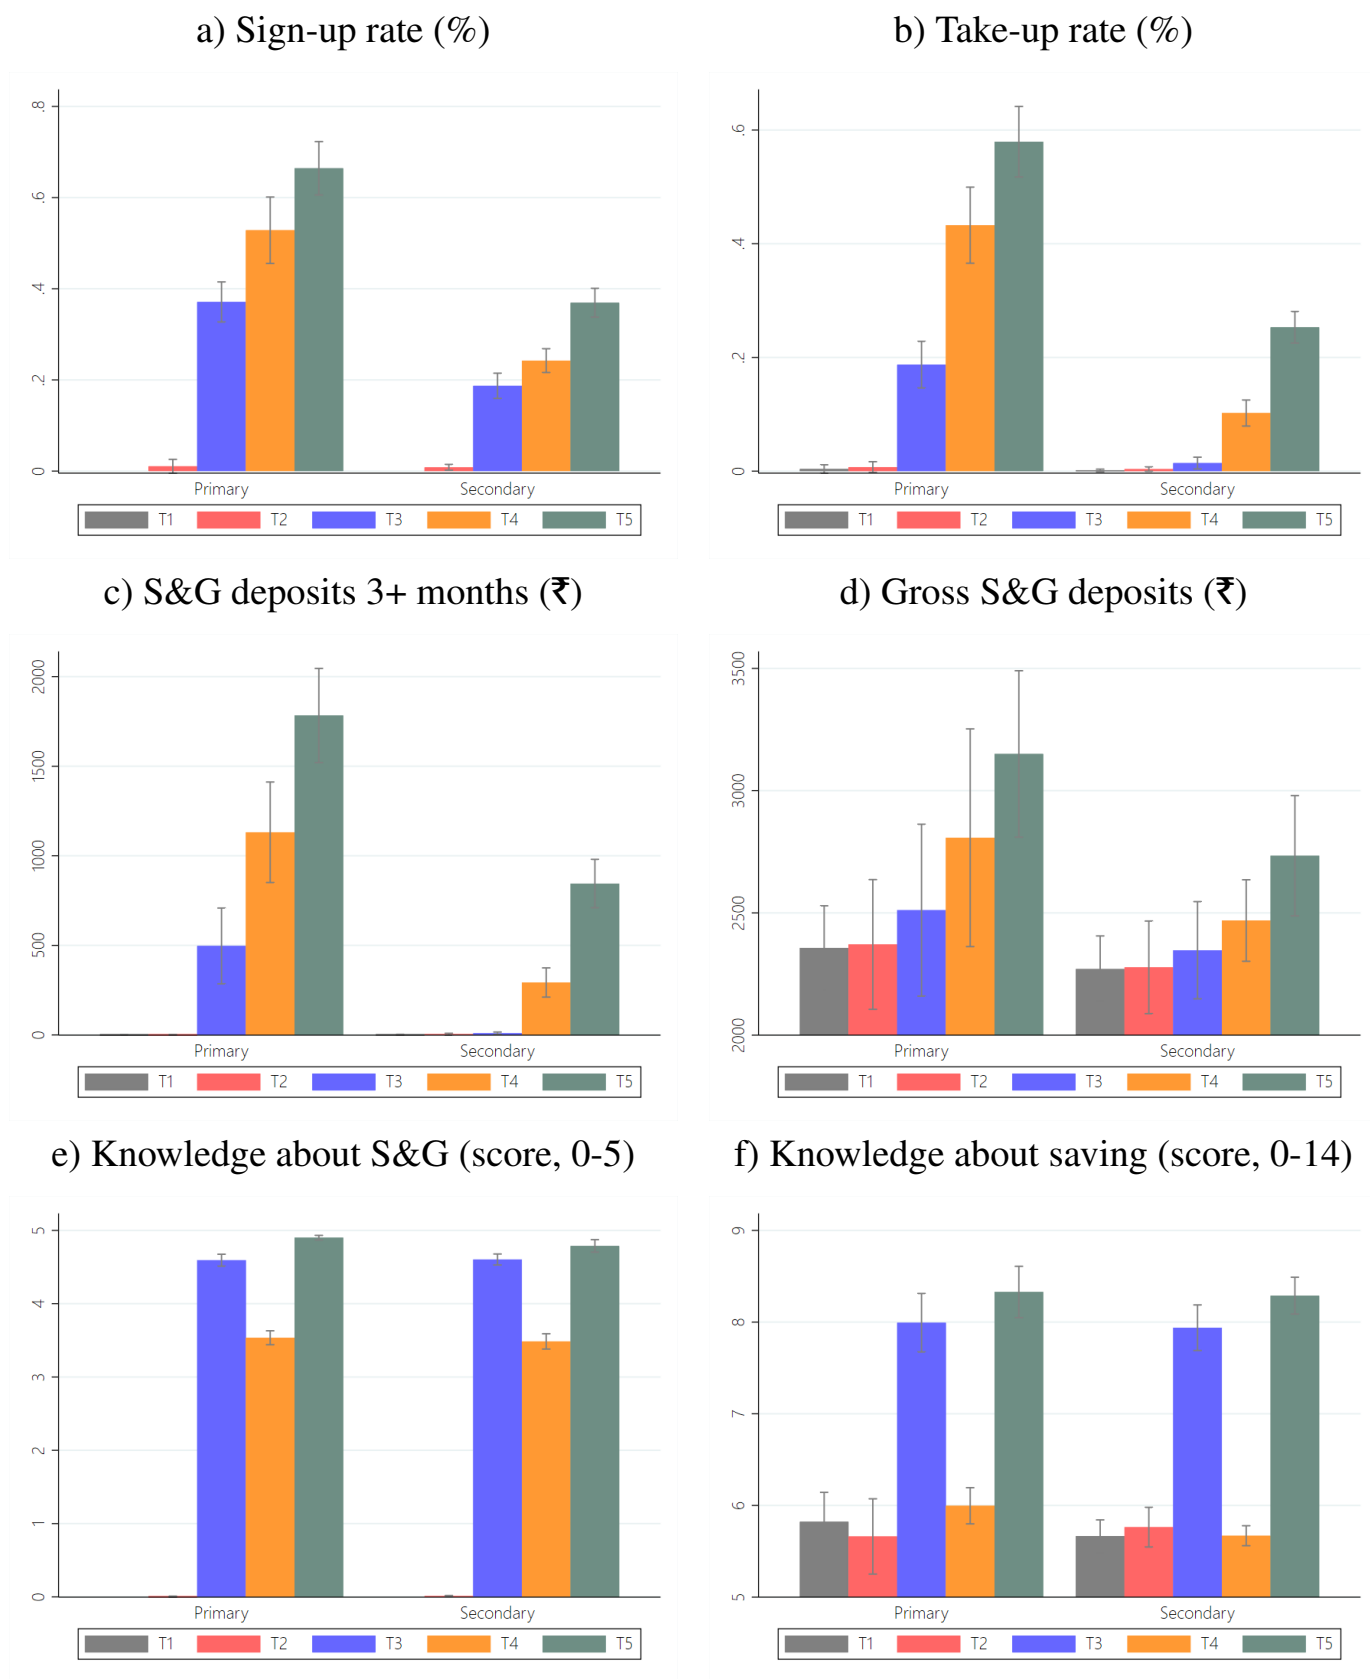 a) Sign-up rate (%)
.8
.6
.4
.2
0
Primary Secondary
T1 T2 T3 T4 T5
b) Take-up rate (%)
.6
.4
.2
0
Primary Secondary
T1 T2 T3 T4 T5
c) S&G deposits 3+ months (₹)
2000
1500
1000
500
0
Primary Secondary
T1 T2 T3 T4 T5
d) Gross S&G deposits (₹)
3500
3000
2500
2000
Primary Secondary
T1 T2 T3 T4 T5
e) Knowledge about S&G (score, 0-5)
5
4
3
2
1
0
Primary Secondary
T1 T2 T3 T4 T5
f) Knowledge about saving (score, 0-14)
9
8
7
6
5
Primary Secondary
T1 T2 T3 T4 T5